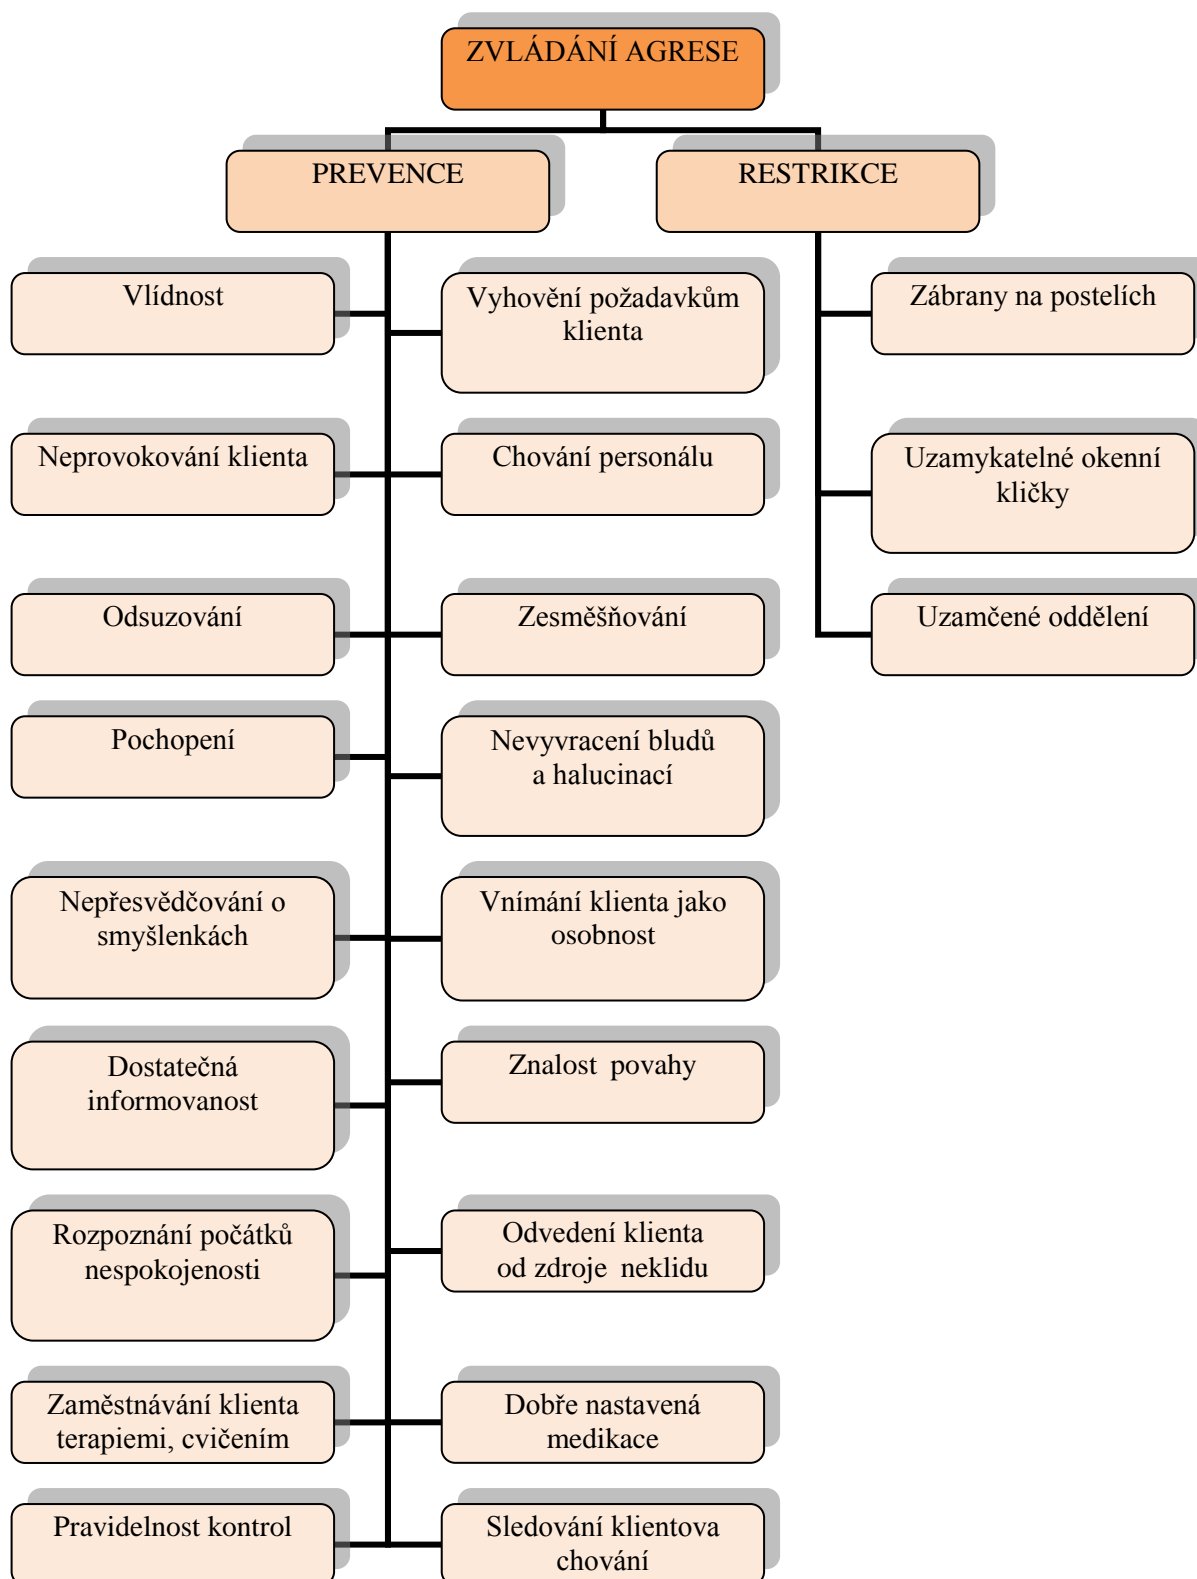 ZVLÁDÁNÍ AGRESE
PREVENCE
RESTRIKCE
Vlídnost
Vyhovění požadavkům
klienta
Zábrany na postelích
Neprovokování klienta
Chování personálu
Uzamykatelné okenní
kličky
Odsuzování
Zesměšňování
Uzamčené oddělení
Pochopení
Nevyvracení bludů
a halucinací
Nepřesvědčování o
smyšlenkách
Vnímání klienta jako
osobnost
Dostatečná
informovanost
Znalost povahy
Rozpoznání počátků
nespokojenosti
Odvedení klienta
od zdroje neklidu
Zaměstnávání klienta
terapiemi, cvičením
Dobře nastavená
medikace
Pravidelnost kontrol
Sledování klientova
chování